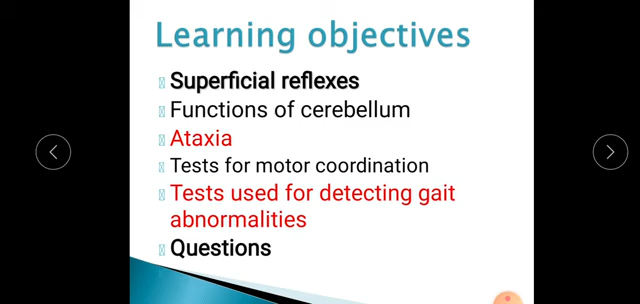 Learning objectives
Superficial reflexes
Functions of cerebellum
Ataxia
Tests for motor coordination
Tests used for detecting gait
abnormalities
Questions